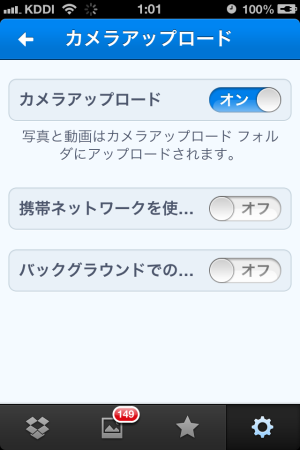 KDDI 1:01 100%
カメラアップロード
カメラアップロード オン
写真と動画はカメラアップロード フォル
ダにアップロードされます。
携帯ネットワークを使... オフ
バックグラウンドでの... オフ
149